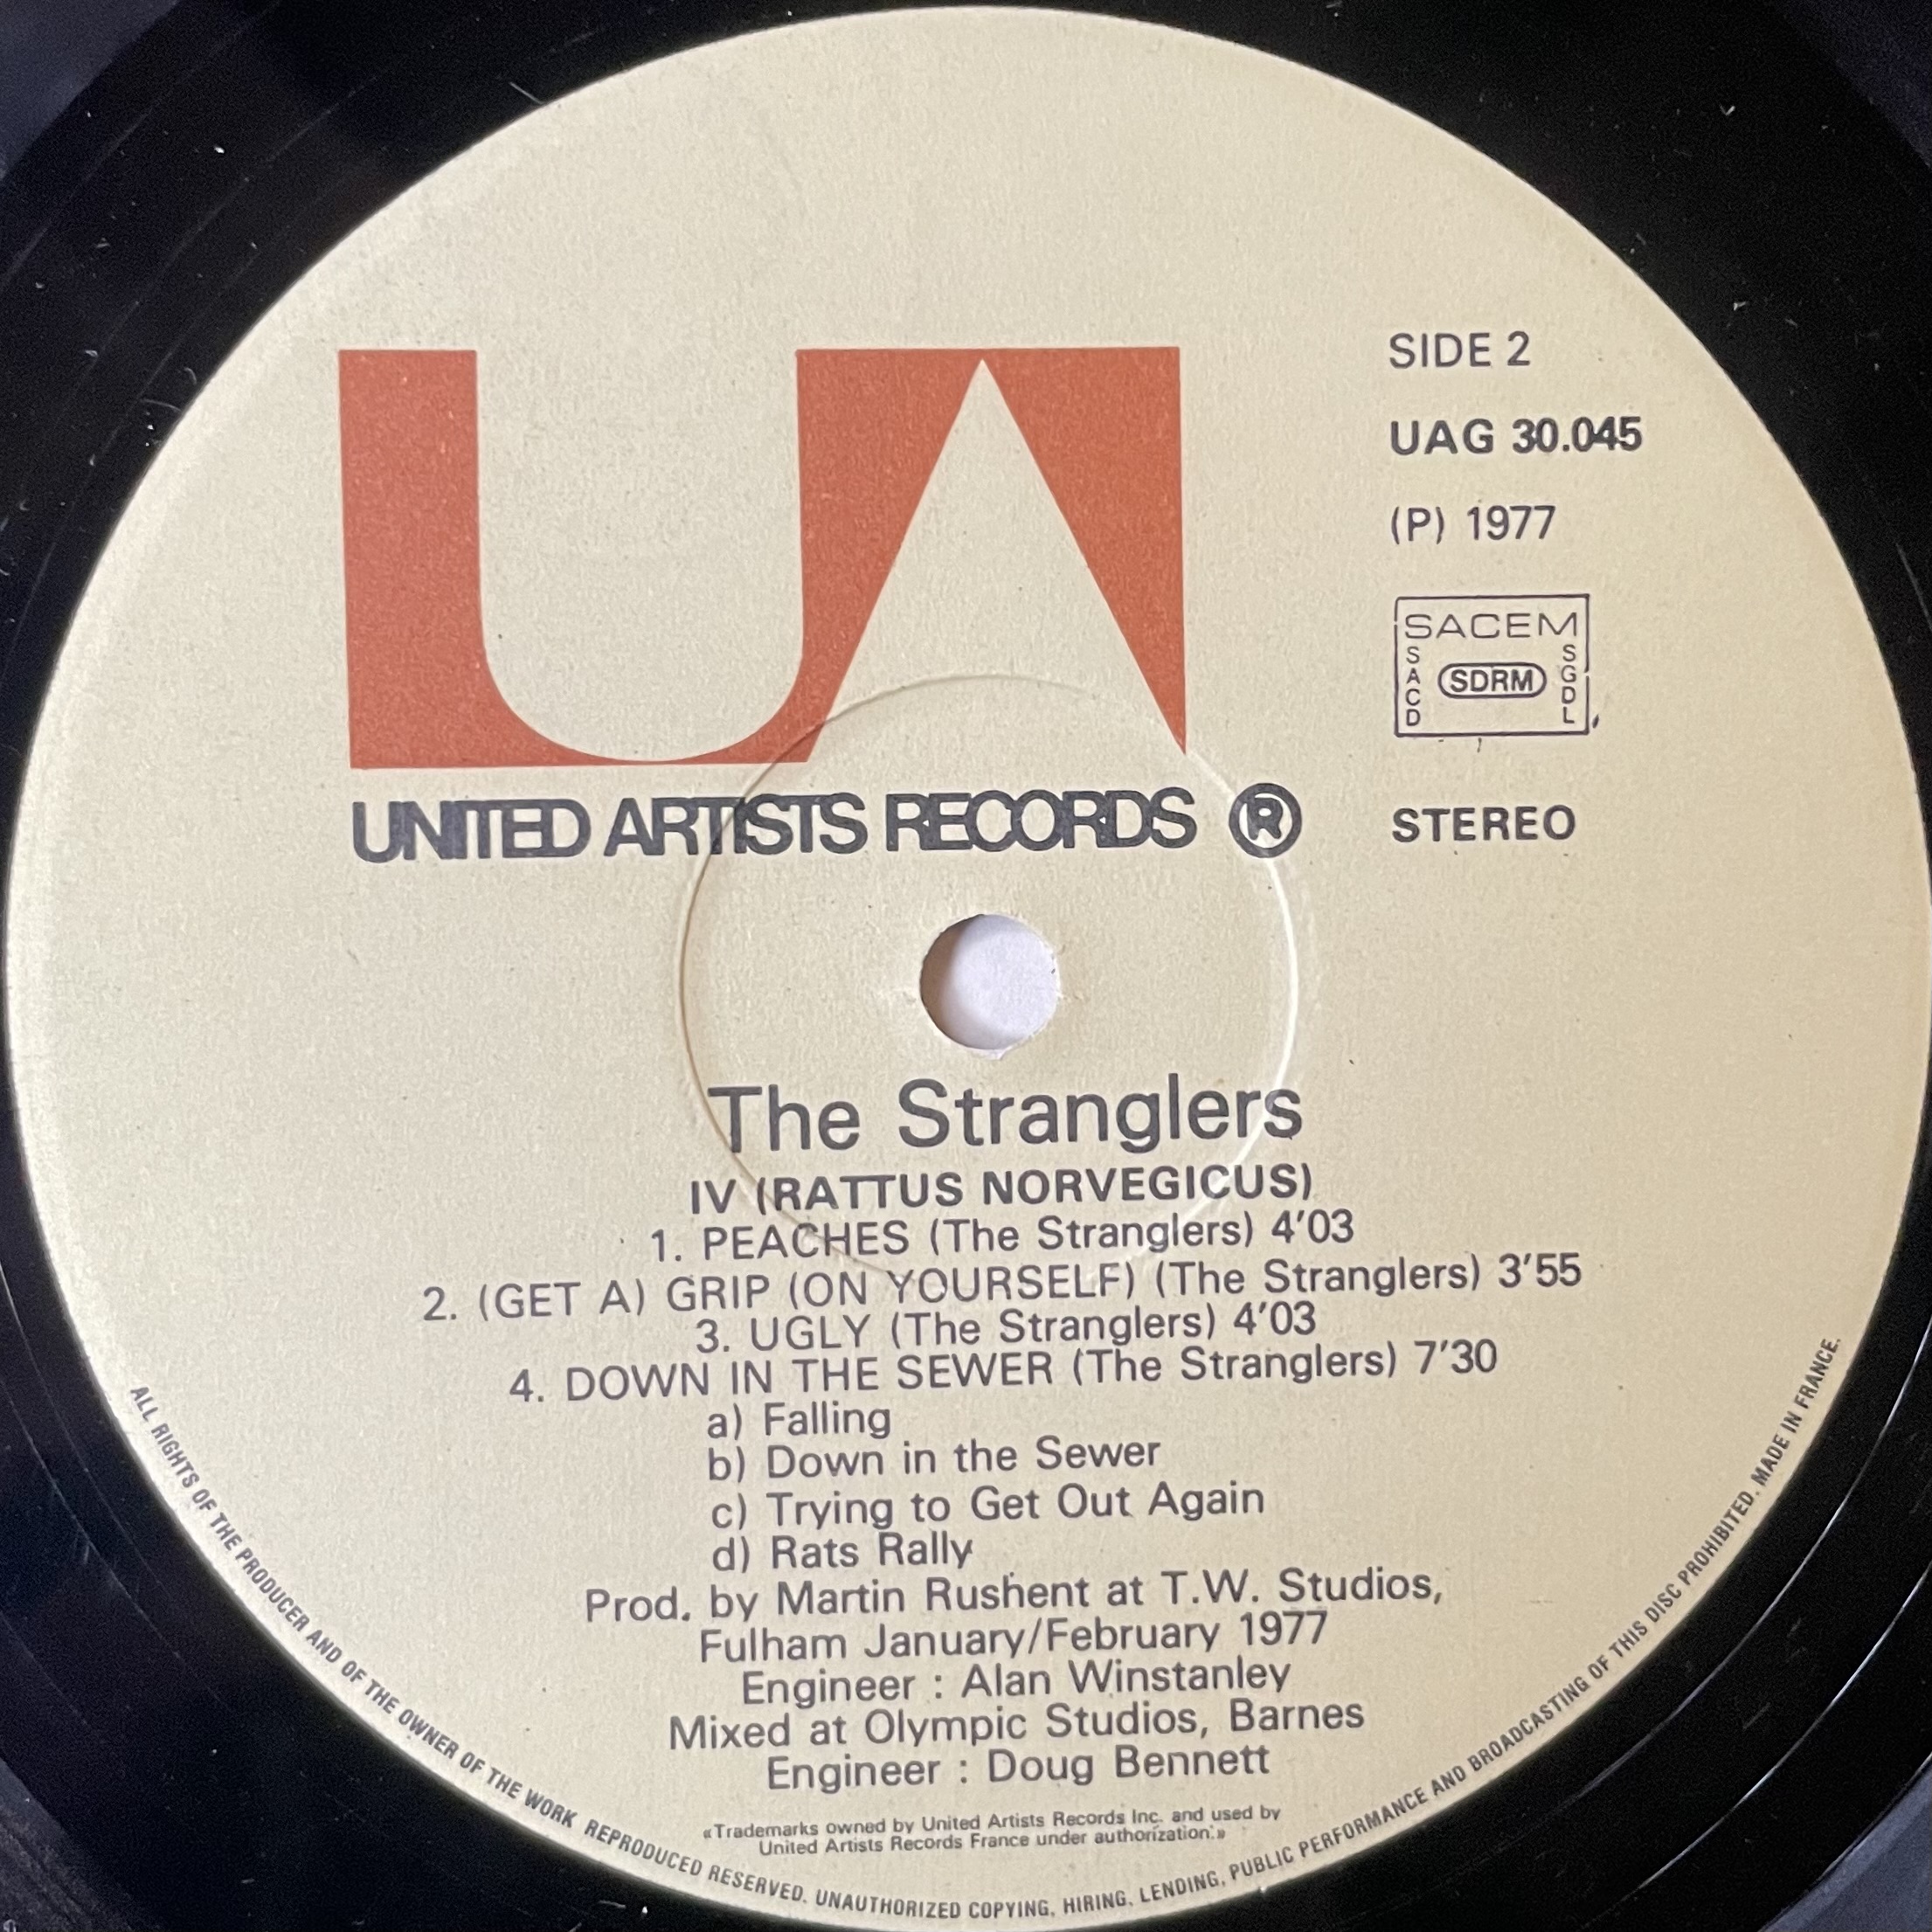 UA
SIDE 2
UAG 30.045
(P) 1977
SACEM
SACD
SDRM
SGDL
UNITED ARTISTS RECORDS ®
STEREO
The Stranglers
IV (RATTUS NORVEGICUS)
1. PEACHES (The Stranglers) 4'03
2. (GET A) GRIP (ON YOURSELF) (The Stranglers) 3'55
3. UGLY (The Stranglers) 4'03
4. DOWN IN THE SEWER (The Stranglers) 7'30
a) Falling
b) Down in the Sewer
c) Trying to Get Out Again
d) Rats Rally
Prod. by Martin Rushent at T.W. Studios,
Fulham January/February 1977
Engineer : Alan Winstanley
Mixed at Olympic Studios, Barnes
Engineer : Doug Bennett
«Trademarks owned by United Artists Records Inc. and used by
United Artists Records France under authorization.»
ALL RIGHTS OF THE PRODUCER AND OF THE OWNER OF THE WORK REPRODUCED RESERVED. UNAUTHORIZED COPYING, HIRING, LENDING, PUBLIC PERFORMANCE AND BROADCASTING OF THIS DISC PROHIBITED. MADE IN FRANCE.